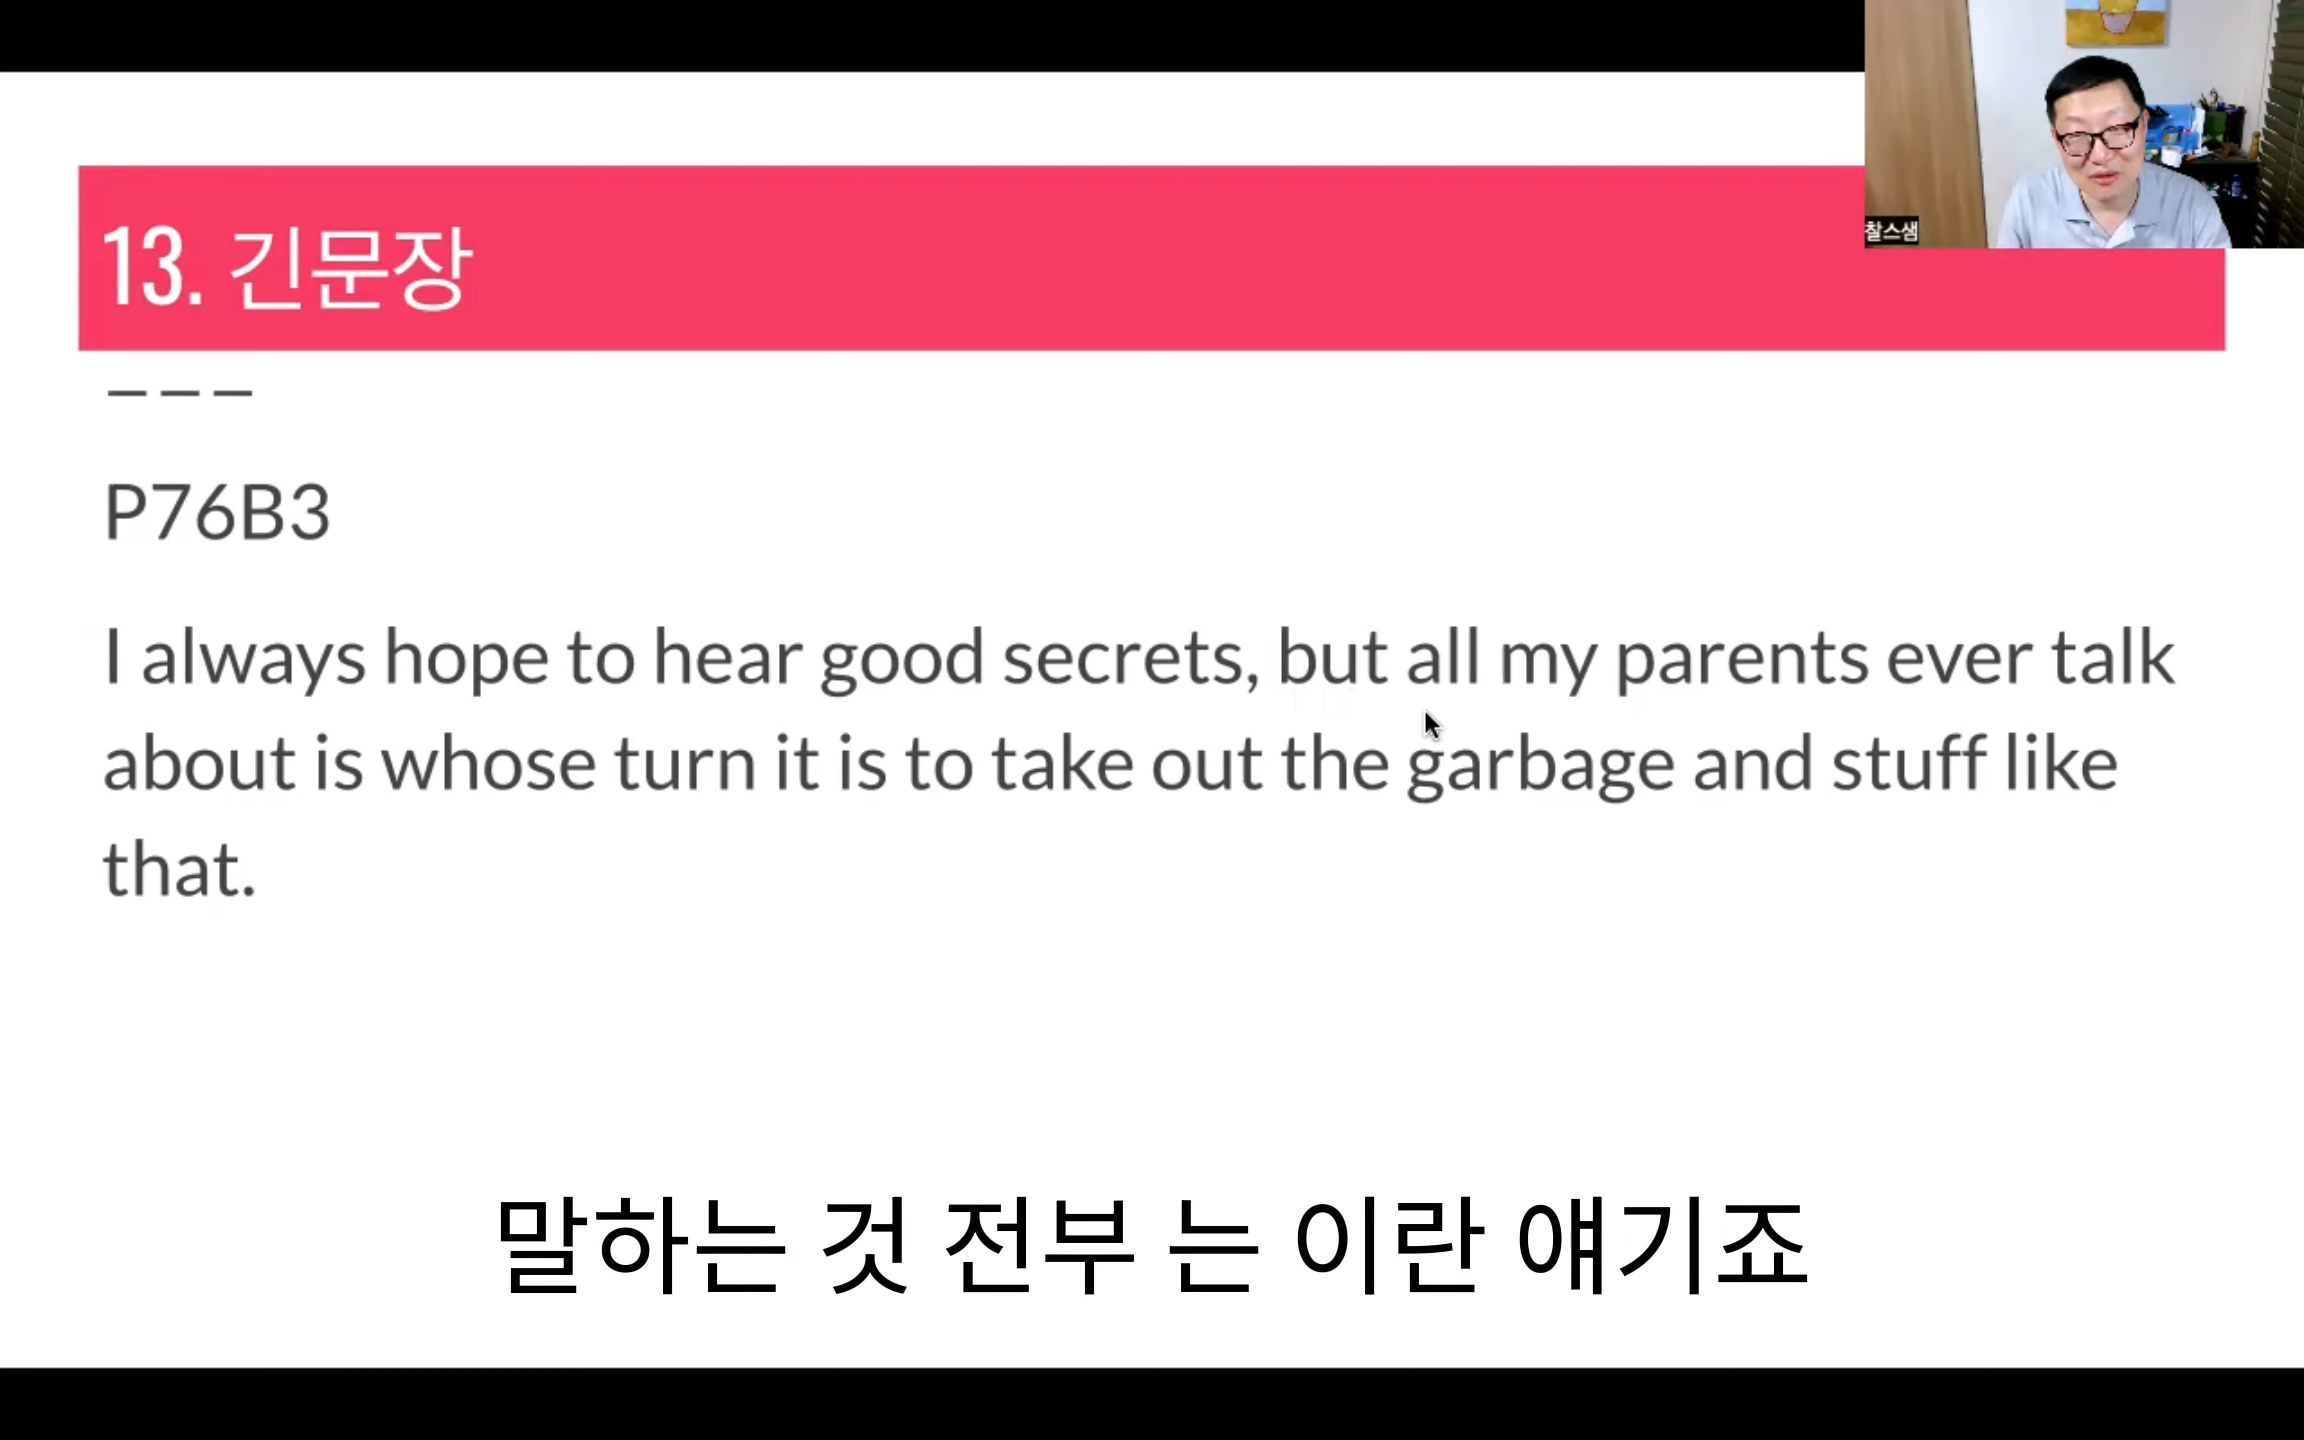 찰스샘
13. 긴문장
– – –
P76B3
I always hope to hear good secrets, but all my parents ever talk
about is whose turn it is to take out the garbage and stuff like
that.
말하는 것 전부 는 이란 얘기죠